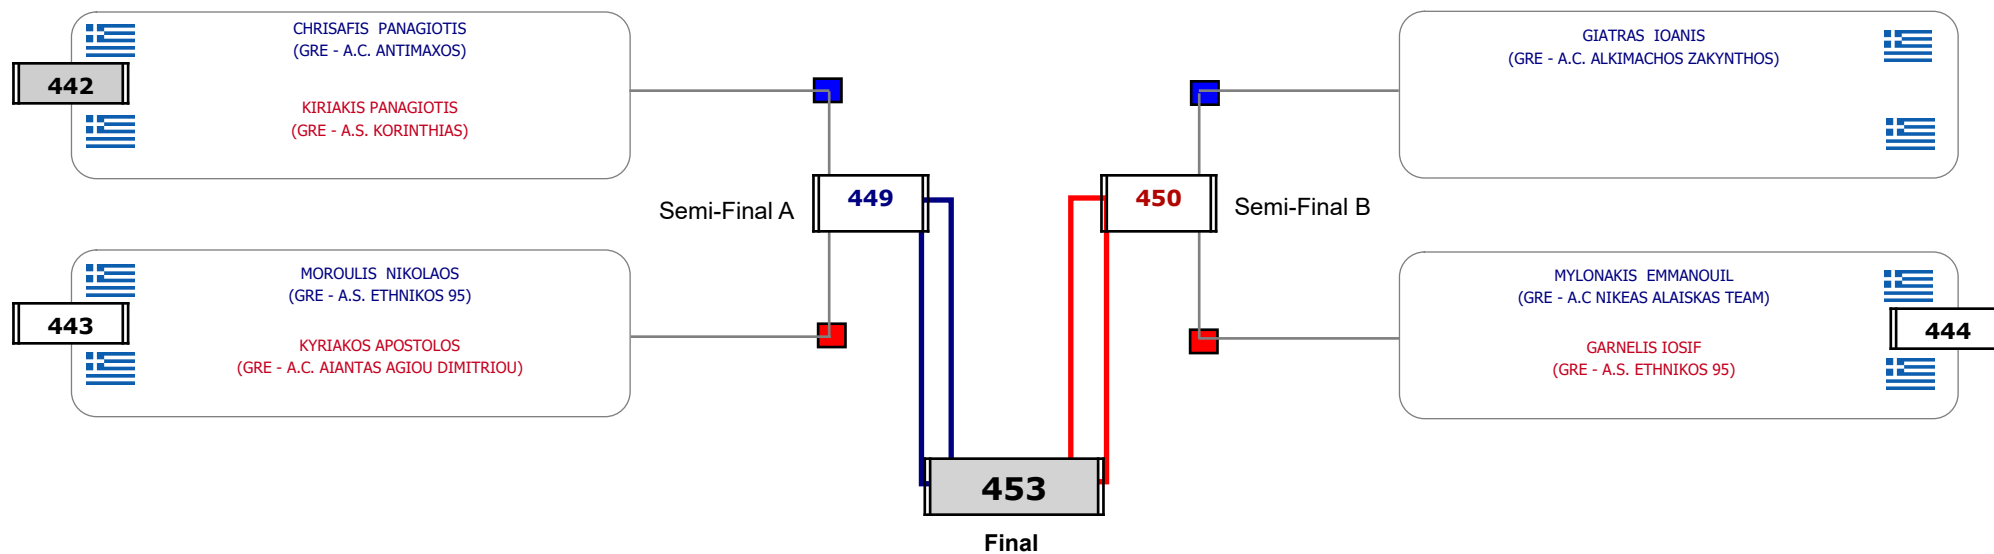 CHRISAFIS PANAGIOTIS
(GRE - A.C. ANTIMAXOS)
442
KIRIAKIS PANAGIOTIS
(GRE - A.S. KORINTHIAS)
MOROULIS NIKOLAOS
(GRE - A.S. ETHNIKOS 95)
443
KYRIAKOS APOSTOLOS
(GRE - A.C. AIANTAS AGIOU DIMITRIOU)
Semi-Final A
449
450
Semi-Final B
GIATRAS IOANIS
(GRE - A.C. ALKIMACHOS ZAKYNTHOS)
MYLONAKIS EMMANOUIL
(GRE - A.C NIKEAS ALAISKAS TEAM)
444
GARNELIS IOSIF
(GRE - A.S. ETHNIKOS 95)
453
Final